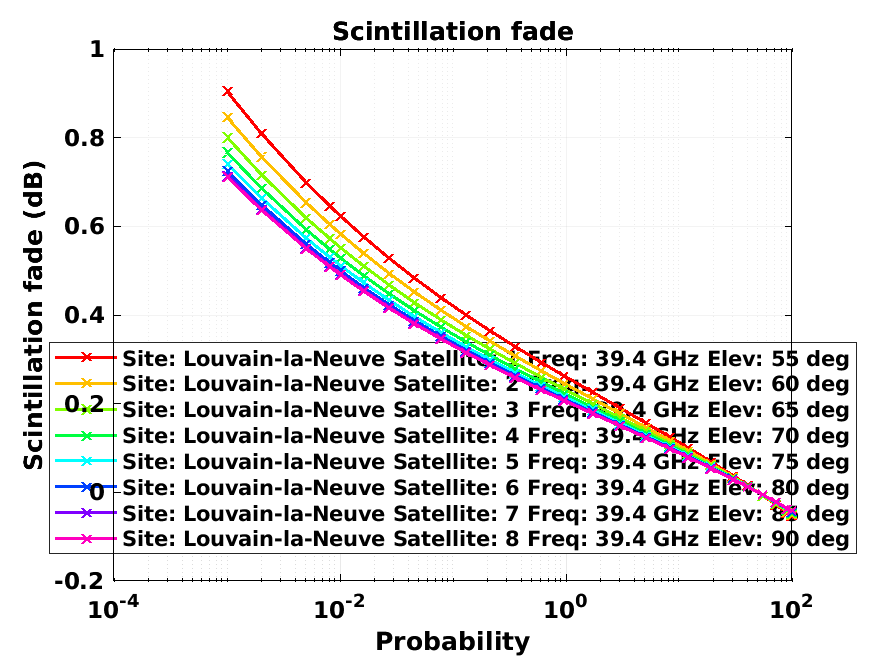 Scintillation fade
1
0.8
0.6
0.4
0.2
0
-0.2
Scintillation fade (dB)
Site: Louvain-la-Neuve Satellite: Freq: 39.4 GHz Elev: 55 deg
Site: Louvain-la-Neuve Satellite: 2 Freq: 39.4 GHz Elev: 60 deg
Site: Louvain-la-Neuve Satellite: 3 Freq: 39.4 GHz Elev: 65 deg
Site: Louvain-la-Neuve Satellite: 4 Freq: 39.4 GHz Elev: 70 deg
Site: Louvain-la-Neuve Satellite: 5 Freq: 39.4 GHz Elev: 75 deg
Site: Louvain-la-Neuve Satellite: 6 Freq: 39.4 GHz Elev: 80 deg
Site: Louvain-la-Neuve Satellite: 7 Freq: 39.4 GHz Elev: deg
Site: Louvain-la-Neuve Satellite: 8 Freq: 39.4 GHz Elev: 90 deg
10^-4 10^-2 10^0 10^2
Probability